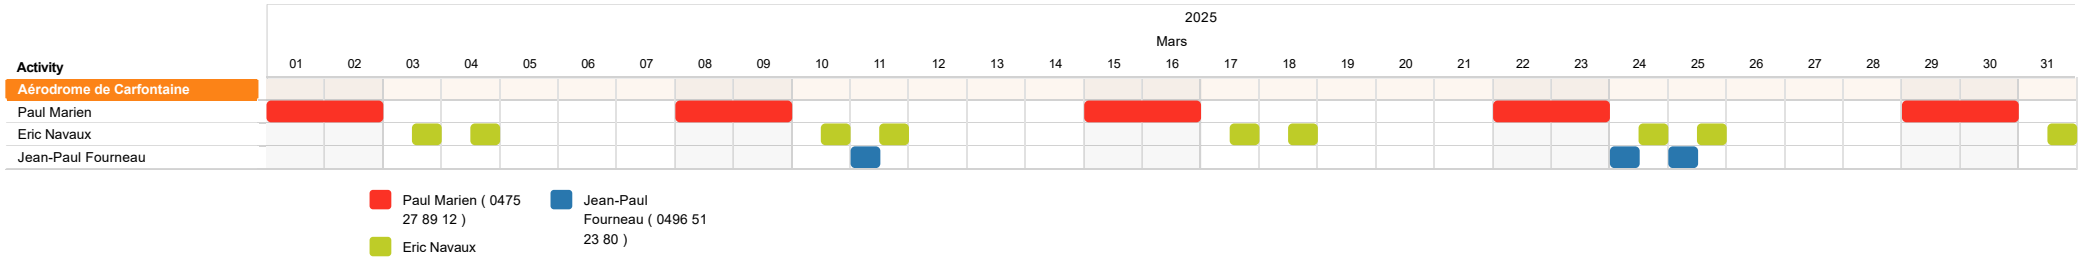 2025
Mars
Activity 01 02 03 04 05 06 07 08 09 10 11 12 13 14 15 16 17 18 19 20 21 22 23 24 25 26 27 28 29 30 31
Aérodrome de Carfontaine
Paul Marien
Eric Navaux
Jean-Paul Fourneau
Paul Marien ( 0475
27 89 12 )
Eric Navaux
Jean-Paul
Fourneau ( 0496 51
23 80 )